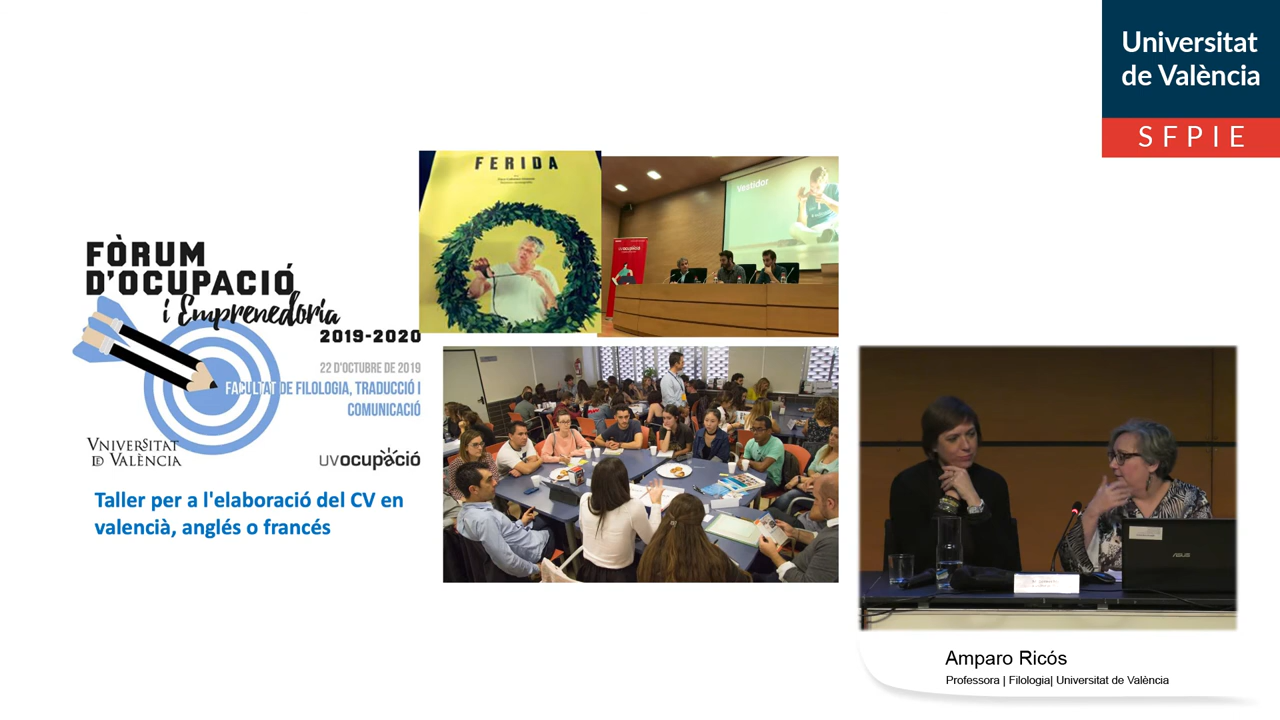 Universitat
de València
SFPIE
FERIDA
Vestidor
uvocupació
FÒRUM
D'OCUPACIÓ
i Emprenedoria
2019-2020
22 D'OCTUBRE DE 2019
FACULTAT DE FILOLOGIA, TRADUCCIÓ I
COMUNICACIÓ
VNIVERSITAT
DE VALÈNCIA
UVocupació
Taller per a l'elaboració del CV en
valencià, anglés o francés
ASUS
Amparo Ricós
Professora | Filologia| Universitat de València